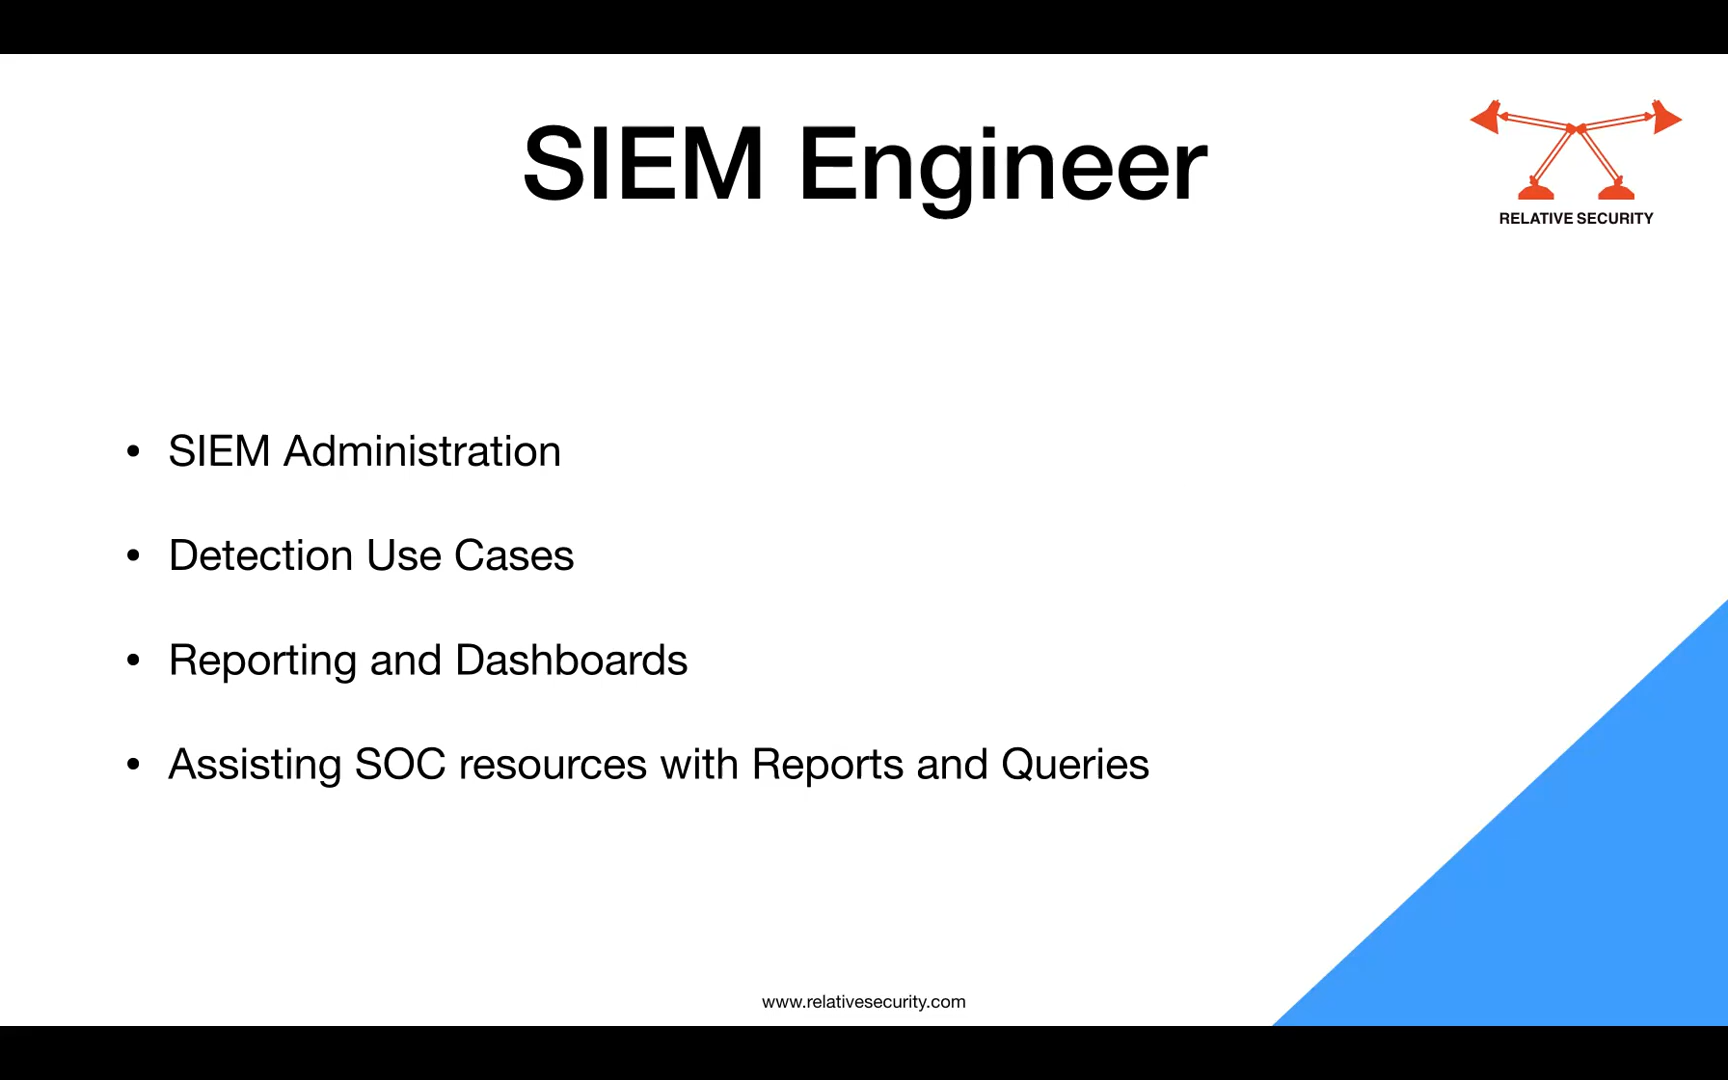 SIEM Engineer
RELATIVE SECURITY
• SIEM Administration
• Detection Use Cases
• Reporting and Dashboards
• Assisting SOC resources with Reports and Queries
www.relativesecurity.com